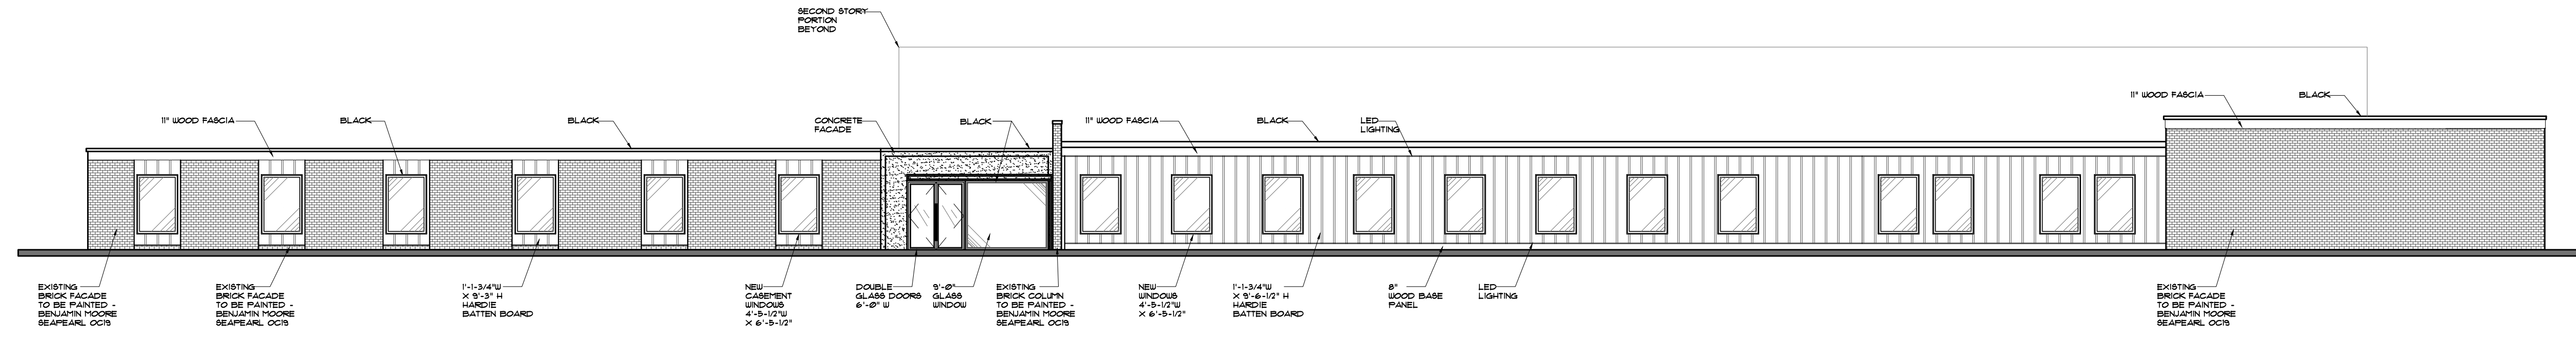 SECOND STORY
PORTION
BEYOND
11" WOOD FASCIA
BLACK
BLACK
CONCRETE
FACADE
BLACK
11" WOOD FASCIA
BLACK
LED
LIGHTING
11" WOOD FASCIA
BLACK
EXISTING
BRICK FACADE
TO BE PAINTED -
BENJAMIN MOORE
SEAPEARL OC19
EXISTING
BRICK FACADE
TO BE PAINTED -
BENJAMIN MOORE
SEAPEARL OC19
1'-1-3/4"W
X 9'-3" H
HARDIE
BATTEN BOARD
NEW
CASEMENT
WINDOWS
4'-5-1/2"W
X 6'-5-1/2"
DOUBLE
GLASS DOORS
6'-0" W
9'-0"
GLASS
WINDOW
EXISTING
BRICK COLUMN
TO BE PAINTED -
BENJAMIN MOORE
SEAPEARL OC19
NEW
WINDOWS
4'-5-1/2"W
X 6'-5-1/2"
1'-1-3/4"W
X 9'-6-1/2" H
HARDIE
BATTEN BOARD
8"
WOOD BASE
PANEL
LED
LIGHTING
EXISTING
BRICK FACADE
TO BE PAINTED -
BENJAMIN MOORE
SEAPEARL OC19